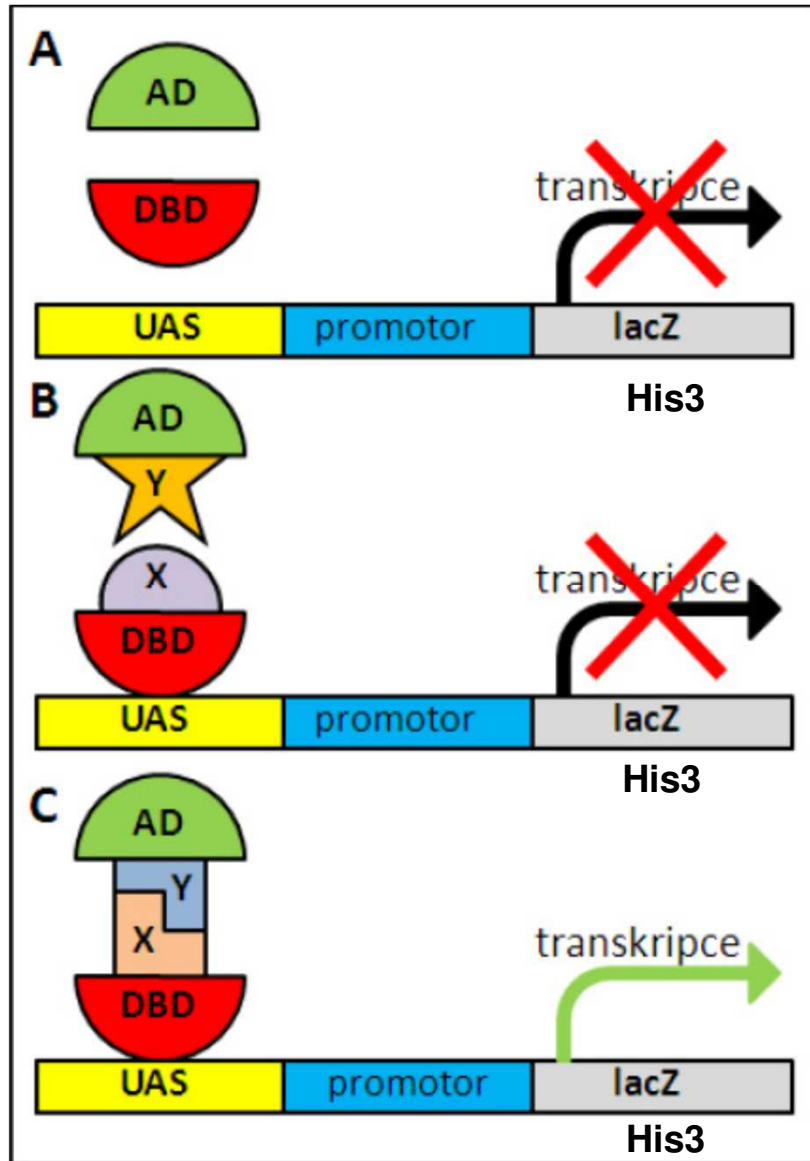 A
AD
DBD
transkripce
UAS promotor lacZ
His3
B
AD
Y
X
DBD
transkripce
UAS promotor lacZ
His3
C
AD
Y
X
DBD
transkripce
UAS promotor lacZ
His3